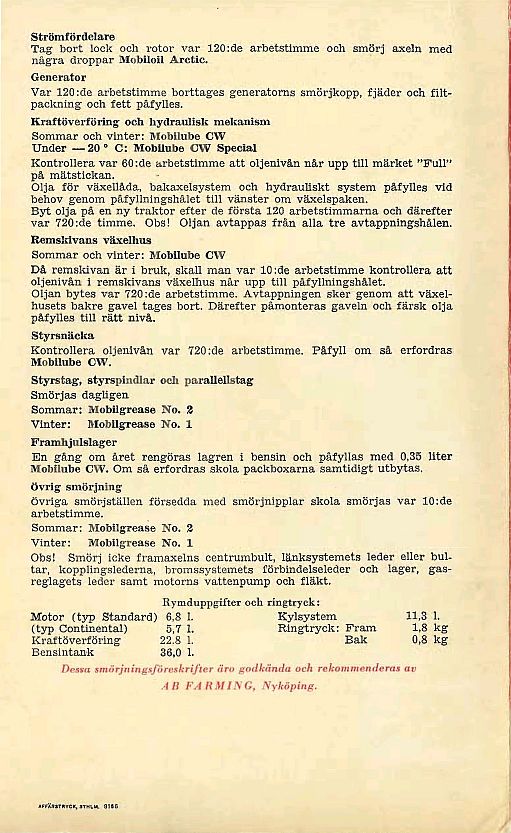 Strömfördelare
Tag bort lock och rotor var 120:de arbetstimme och smörj axeln med
några droppar Mobiloil Arctic.
Generator
Var 120:de arbetstimme borttages generatorns smörjkopp, fjäder och filt-
packning och fett påfylles.
Kraftöverföring och hydraulisk mekanism
Sommar och vinter: Mobilube CW
Under — 20 ° C: Mobilube CW Special
Kontrollera var 60:de arbetstimme att oljenivån når upp till märket ”Full”
på mätstickan.
Olja för växellåda, bakaxelsystem och hydrauliskt system påfylles vid
behov genom påfyllningshålet till vänster om växelspaken.
Byt olja på en ny traktor efter de första 120 arbetstimmarna och därefter
var 720:de timme. Obs! Oljan avtappas från alla tre avtappningshålen.
Remskivans växelhus
Sommar och vinter: Mobilube CW
Då remskivan är i bruk, skall man var 10:de arbetstimme kontrollera att
oljenivån i remskivans växelhus når upp till påfyllningshålet.
Oljan bytes var 720:de arbetstimme. Avtappningen sker genom att växel-
husets bakre gavel tages bort. Därefter påmonteras gaveln och färsk olja
påfylles till rätt nivå.
Styrsnäcka
Kontrollera oljenivån var 720:de arbetstimme. Påfyll om så erfordras
Mobilube CW.
Styrstag, styrspindlar och parallellstag
Smörjas dagligen
Sommar: Mobilgrease No. 2
Vinter: Mobilgrease No. 1
Framhjulslager
En gång om året rengöras lagren i bensin och påfyllas med 0,35 liter
Mobilube CW. Om så erfordras skola packboxarna samtidigt utbytas.
Övrig smörjning
Övriga smörjställen försedda med smörjnipplar skola smörjas var 10:de
arbetstimme.
Sommar: Mobilgrease No. 2
Vinter: Mobilgrease No. 1
Obs! Smörj icke framaxelns centrumbult, länksystemets leder eller bul-
tar, kopplingslederna, bromssystemets förbindelseleder och lager, gas-
reglagets leder samt motorns vattenpump och fläkt.
Rymduppgifter och ringtryck:
Motor (typ Standard) 6,8 l. Kylsystem 11,3 l.
(typ Continental) 5,7 l. Ringtryck: Fram 1,8 kg
Kraftöverföring 22.8 l. Bak 0,8 kg
Bensintank 36,0 l.
Dessa smörjningsföreskrifter äro godkända och rekommenderas av
AB FARMING, Nyköping.
AFFÄRSTRYCK, STHLM. 9166